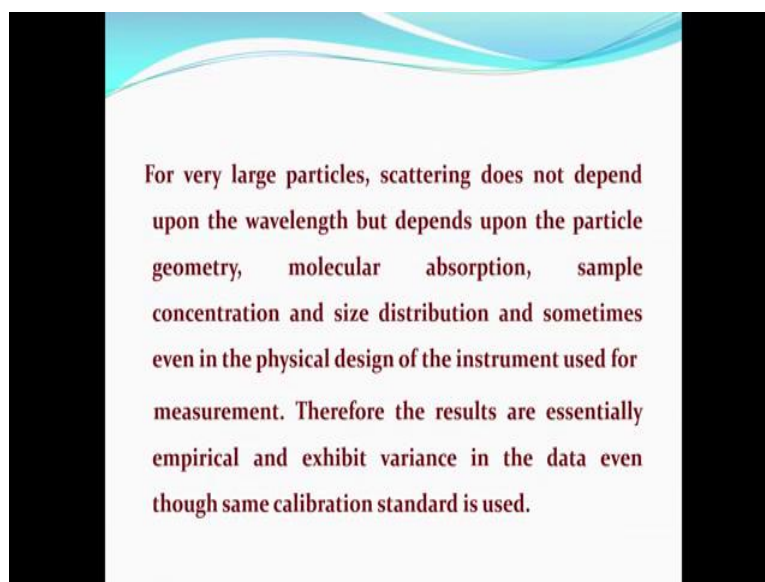 For very large particles, scattering does not depend
upon the wavelength but depends upon the particle
geometry, molecular absorption, sample
concentration and size distribution and sometimes
even in the physical design of the instrument used for
measurement. Therefore the results are essentially
empirical and exhibit variance in the data even
though same calibration standard is used.